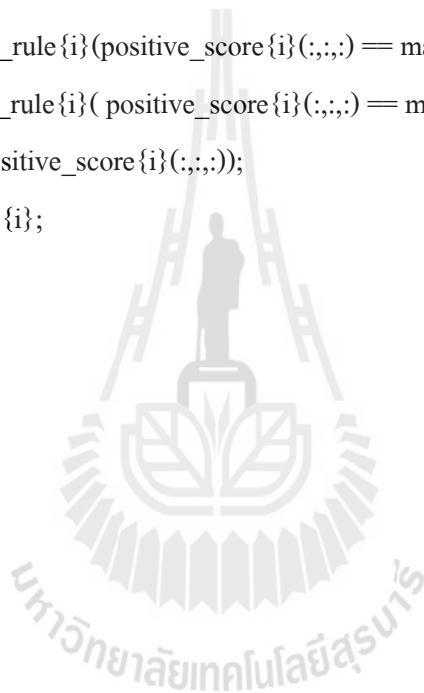 _rule{i}(positive_score{i}(:,:,:) == ma
_rule{i}( positive_score{i}(:,:,:) == m
sitive_score{i}(:,:,:));
{i};
มหาวิทยาลัยเทคโนโลยีสุรนารี